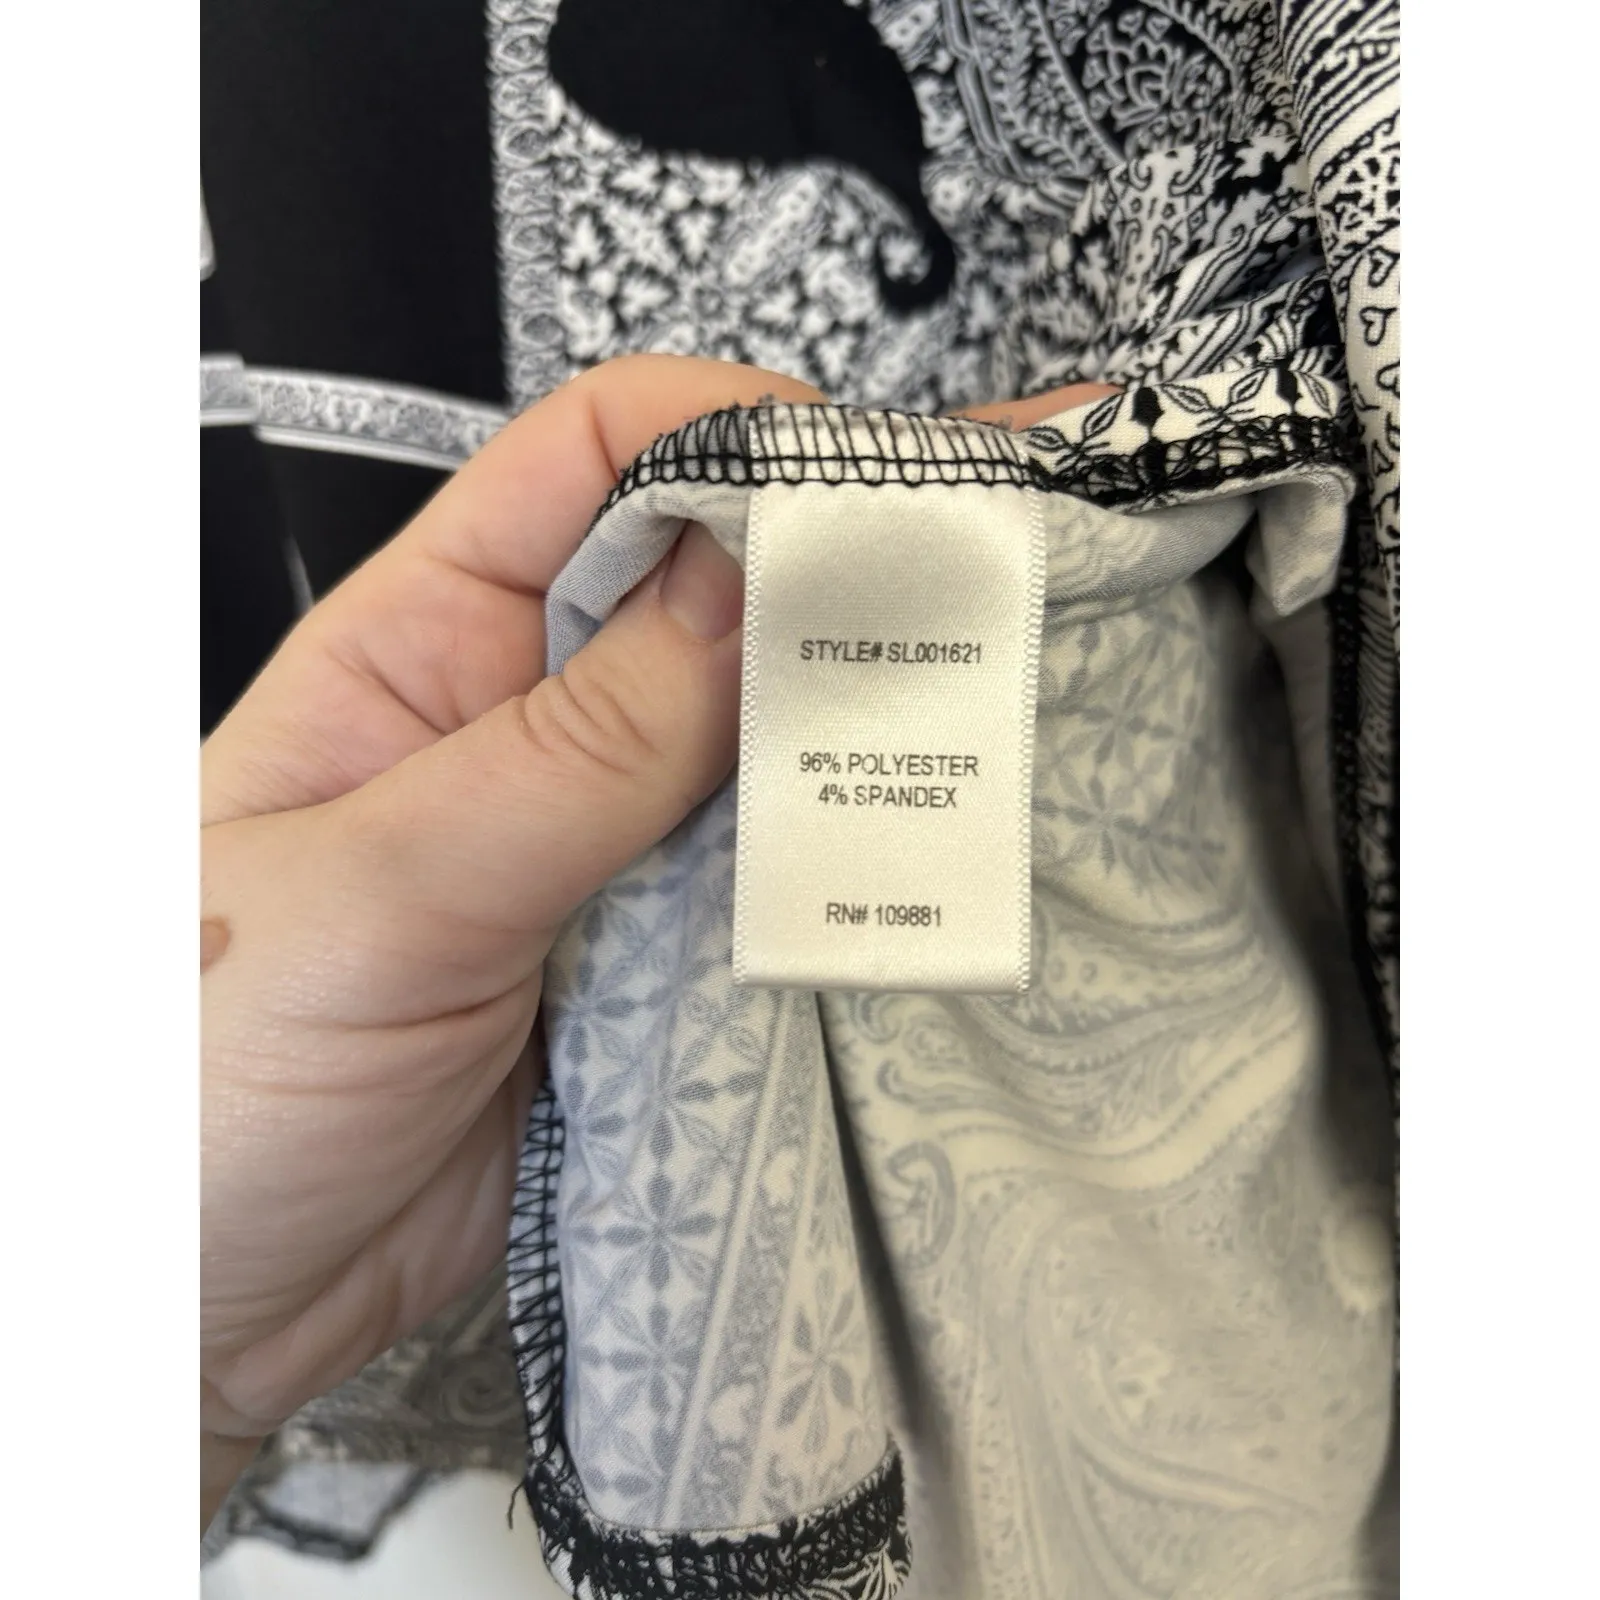 STYLE# SL001621
96% POLYESTER
4% SPANDEX
RN# 109881